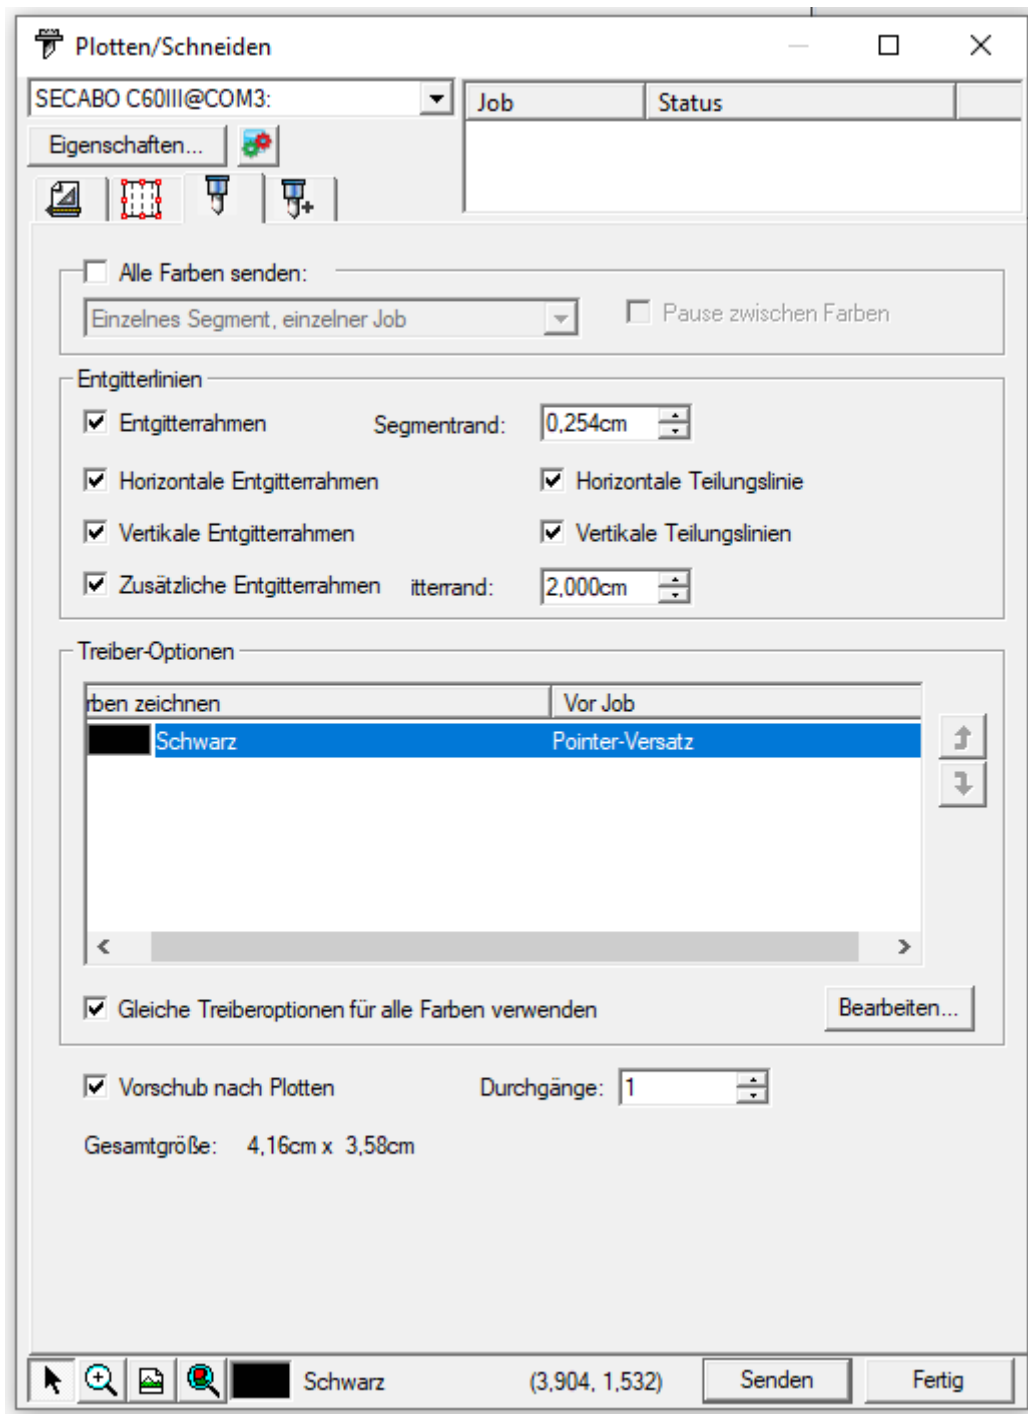 Plotten/Schneiden
SECABO C60III@COM3:
Job Status
Eigenschaften...
Alle Farben senden:
Einzelnes Segment, einzelner Job Pause zwischen Farben
Entgitterlinien
Entgitterrahmen Segmentrand: 0,254cm
Horizontale Entgitterrahmen Horizontale Teilungslinie
Vertikale Entgitterrahmen Vertikale Teilungslinien
Zusätzliche Entgitterrahmen itterrand: 2,000cm
Treiber-Optionen
rben zeichnen Vor Job
Schwarz Pointer-Versatz
Gleiche Treiberoptionen für alle Farben verwenden Bearbeiten...
Vorschub nach Plotten Durchgänge: 1
Gesamtgröße: 4,16cm x 3,58cm
Schwarz (3,904, 1,532) Senden Fertig